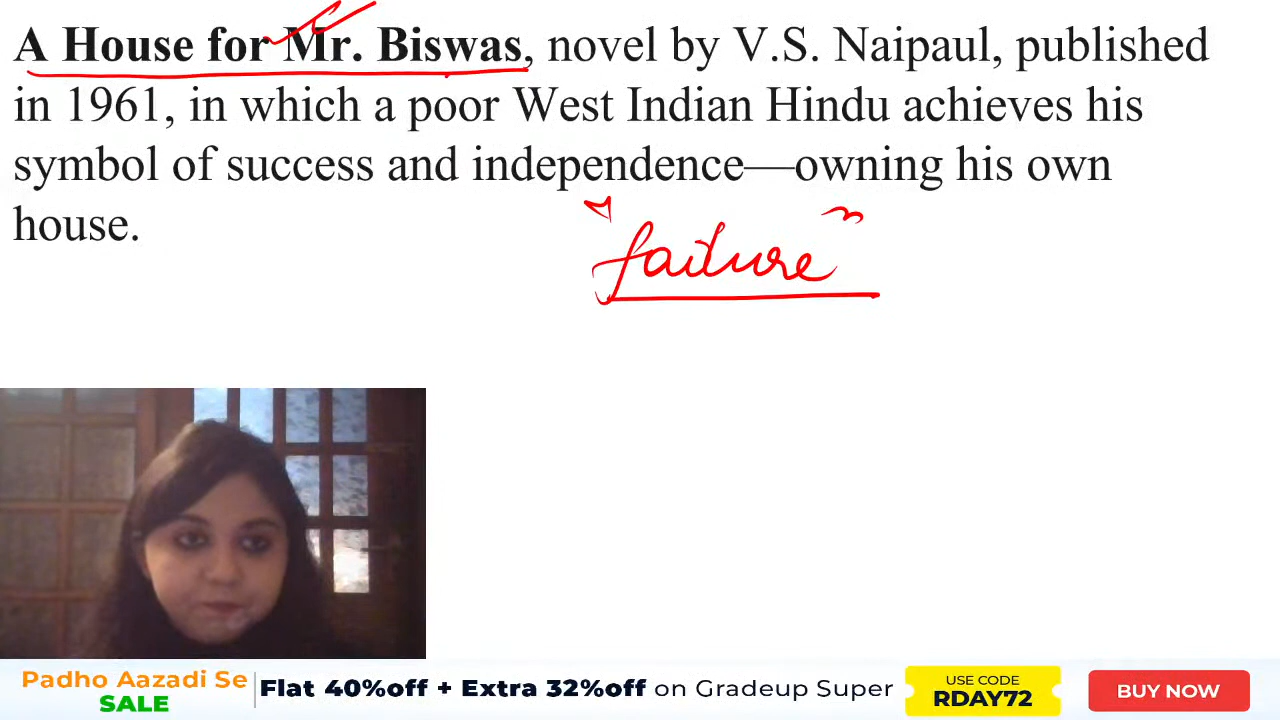 A House for Mr. Biswas, novel by V.S. Naipaul, published
in 1961, in which a poor West Indian Hindu achieves his
symbol of success and independence—owning his own
house.
"failure"
Padho Aazadi Se
SALE
Flat 40%off + Extra 32%off on Gradeup Super
USE CODE
RDAY72
BUY NOW